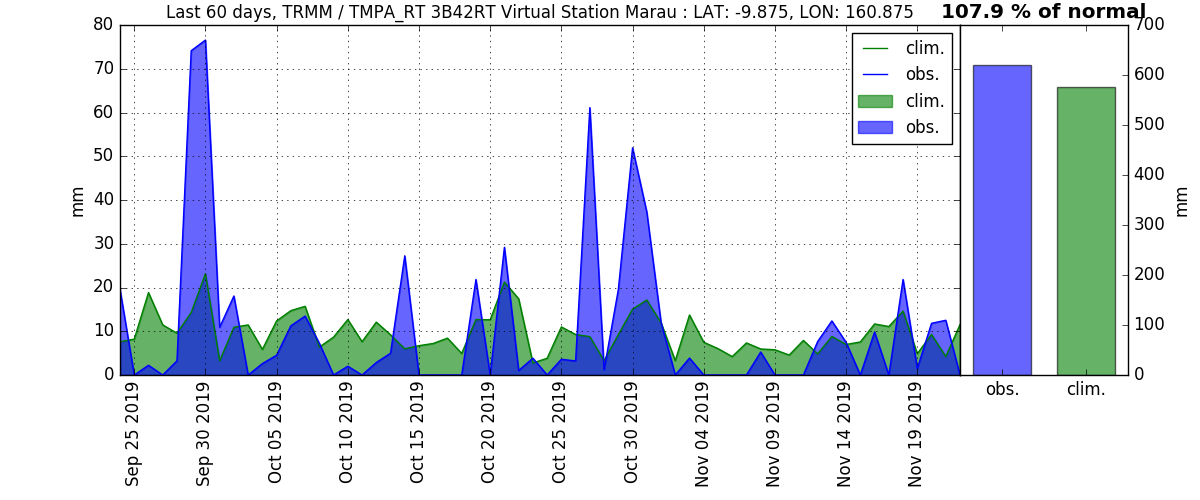 Last 60 days, TRMM / TMPA_RT 3B42RT Virtual Station Marau : LAT: -9.875, LON: 160.875
107.9 % of normal
80
70
60
50
40
30
20
10
0
mm
clim.
obs.
clim.
obs.
700
600
500
400
300
200
100
0
mm
Sep 25 2019
Sep 30 2019
Oct 05 2019
Oct 10 2019
Oct 15 2019
Oct 20 2019
Oct 25 2019
Oct 30 2019
Nov 04 2019
Nov 09 2019
Nov 14 2019
Nov 19 2019
obs.
clim.